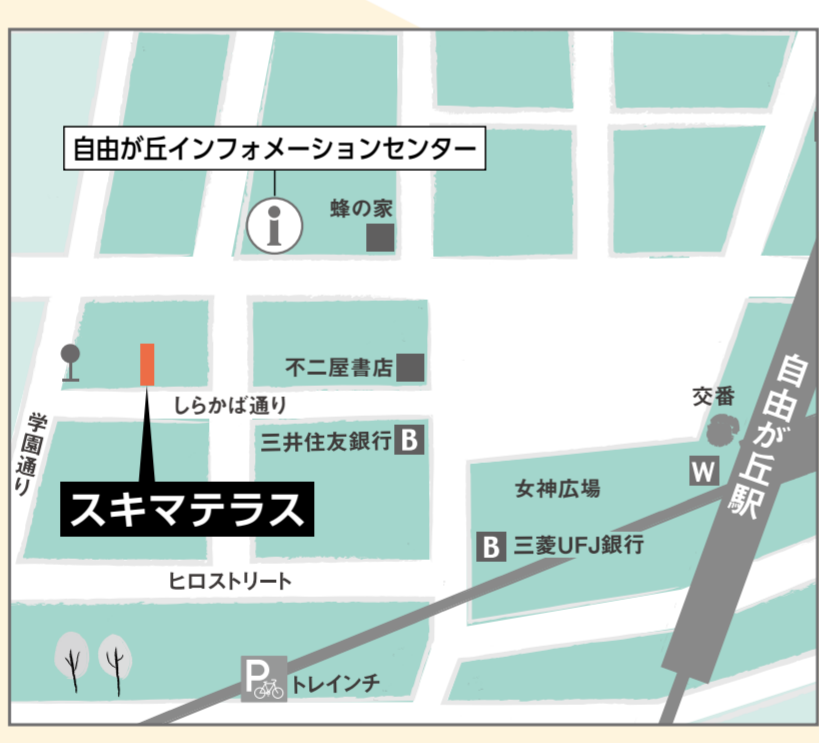 自由が丘インフォメーションセンター
i
蜂の家
不二屋書店
しらかば通り
交番
自由が丘駅
学園通り
三井住友銀行 B
W
女神広場
スキマテラス
B 三菱UFJ銀行
ヒロストリート
P トレインチ